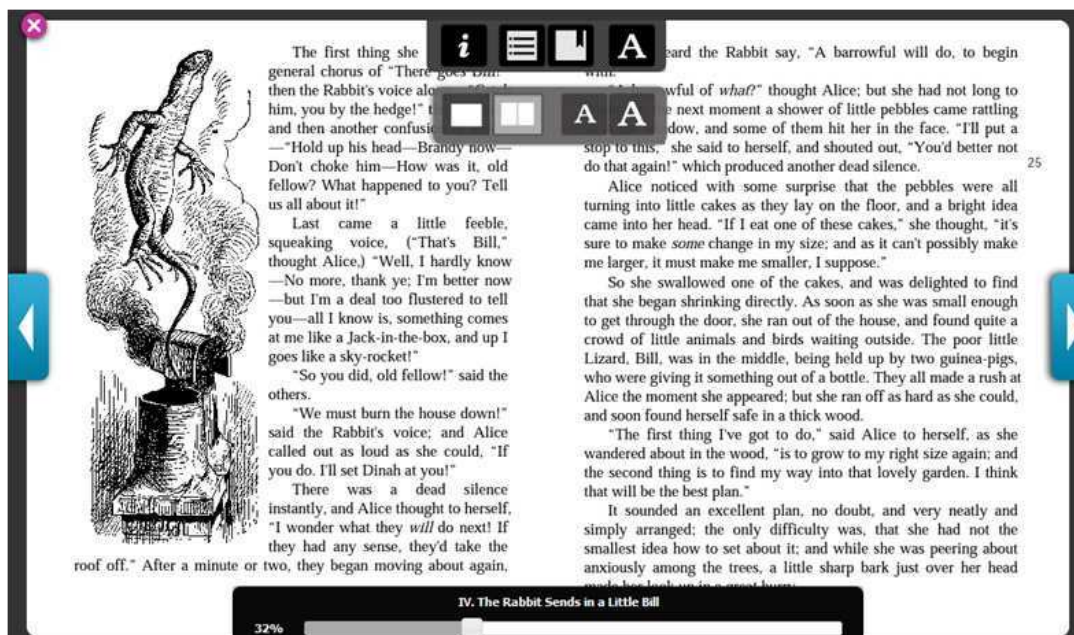 i
A
A
A
The first thing she
general chorus of "There goes Bill!"
then the Rabbit's voice
him, you by the hedge!"
and then another
—"Hold up his head—Brandy now—
Don't choke him—How was it, old
fellow? What happened to you? Tell
us all about it!"
Last came a little feeble,
squeaking voice, ("That's Bill,"
thought Alice,) "Well, I hardly know
—No more, thank ye; I'm better now
—but I'm a deal too flustered to tell
you—all I know is, something comes
at me like a Jack-in-the-box, and up I
goes like a sky-rocket!"
"So you did, old fellow!" said the
others.
"We must burn the house down!"
said the Rabbit's voice; and Alice
called out as loud as she could, "If
you do. I'll set Dinah at you!"
There was a dead silence
instantly, and Alice thought to herself,
"I wonder what they will do next! If
they had any sense, they'd take the
roof off." After a minute or two, they began moving about again,
the Rabbit say, "A barrowful will do, to begin
with."
of what?" thought Alice; but she had not long to
next moment a shower of little pebbles came rattling
and some of them hit her in the face. "I'll put a
stop to this," she said to herself, and shouted out, "You'd better not
do that again!" which produced another dead silence.
25
Alice noticed with some surprise that the pebbles were all
turning into little cakes as they lay on the floor, and a bright idea
came into her head. "If I eat one of these cakes," she thought, "it's
sure to make some change in my size; and as it can't possibly make
me larger, it must make me smaller, I suppose."
So she swallowed one of the cakes, and was delighted to find
that she began shrinking directly. As soon as she was small enough
to get through the door, she ran out of the house, and found quite a
crowd of little animals and birds waiting outside. The poor little
Lizard, Bill, was in the middle, being held up by two guinea-pigs,
who were giving it something out of a bottle. They all made a rush at
Alice the moment she appeared; but she ran off as hard as she could,
and soon found herself safe in a thick wood.
"The first thing I've got to do," said Alice to herself, as she
wandered about in the wood, "is to grow to my right size again; and
the second thing is to find my way into that lovely garden. I think
that will be the best plan."
It sounded an excellent plan, no doubt, and very neatly and
simply arranged; the only difficulty was, that she had not the
smallest idea how to set about it; and while she was peering about
anxiously among the trees, a little sharp bark just over her head
made her look up in a great hurry.
IV. The Rabbit Sends in a Little Bill
32%